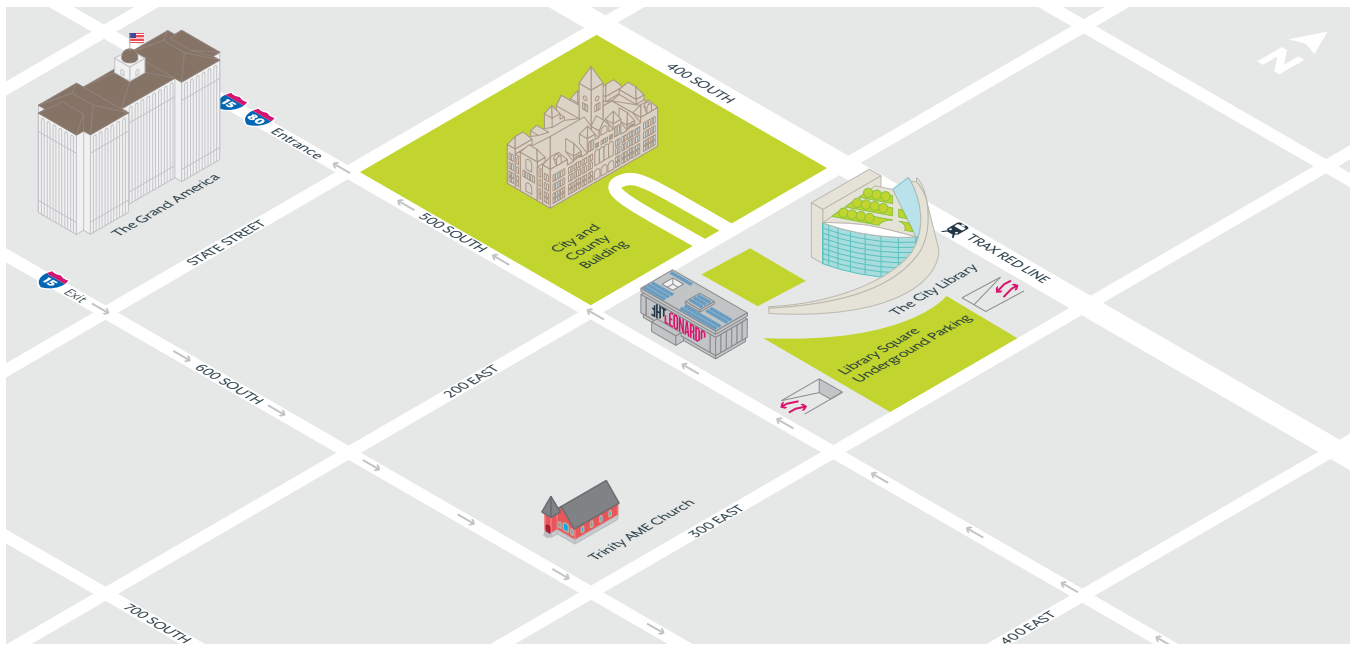 N
400 SOUTH
15
80
Entrance
The Grand America
STATE STREET
500 SOUTH
City and
County
Building
TRAX RED LINE
The City Library
15
Exit
THE
LEONARDO
Library Square
Underground Parking
600 SOUTH
200 EAST
Trinity AME Church
300 EAST
700 SOUTH
400 EAST